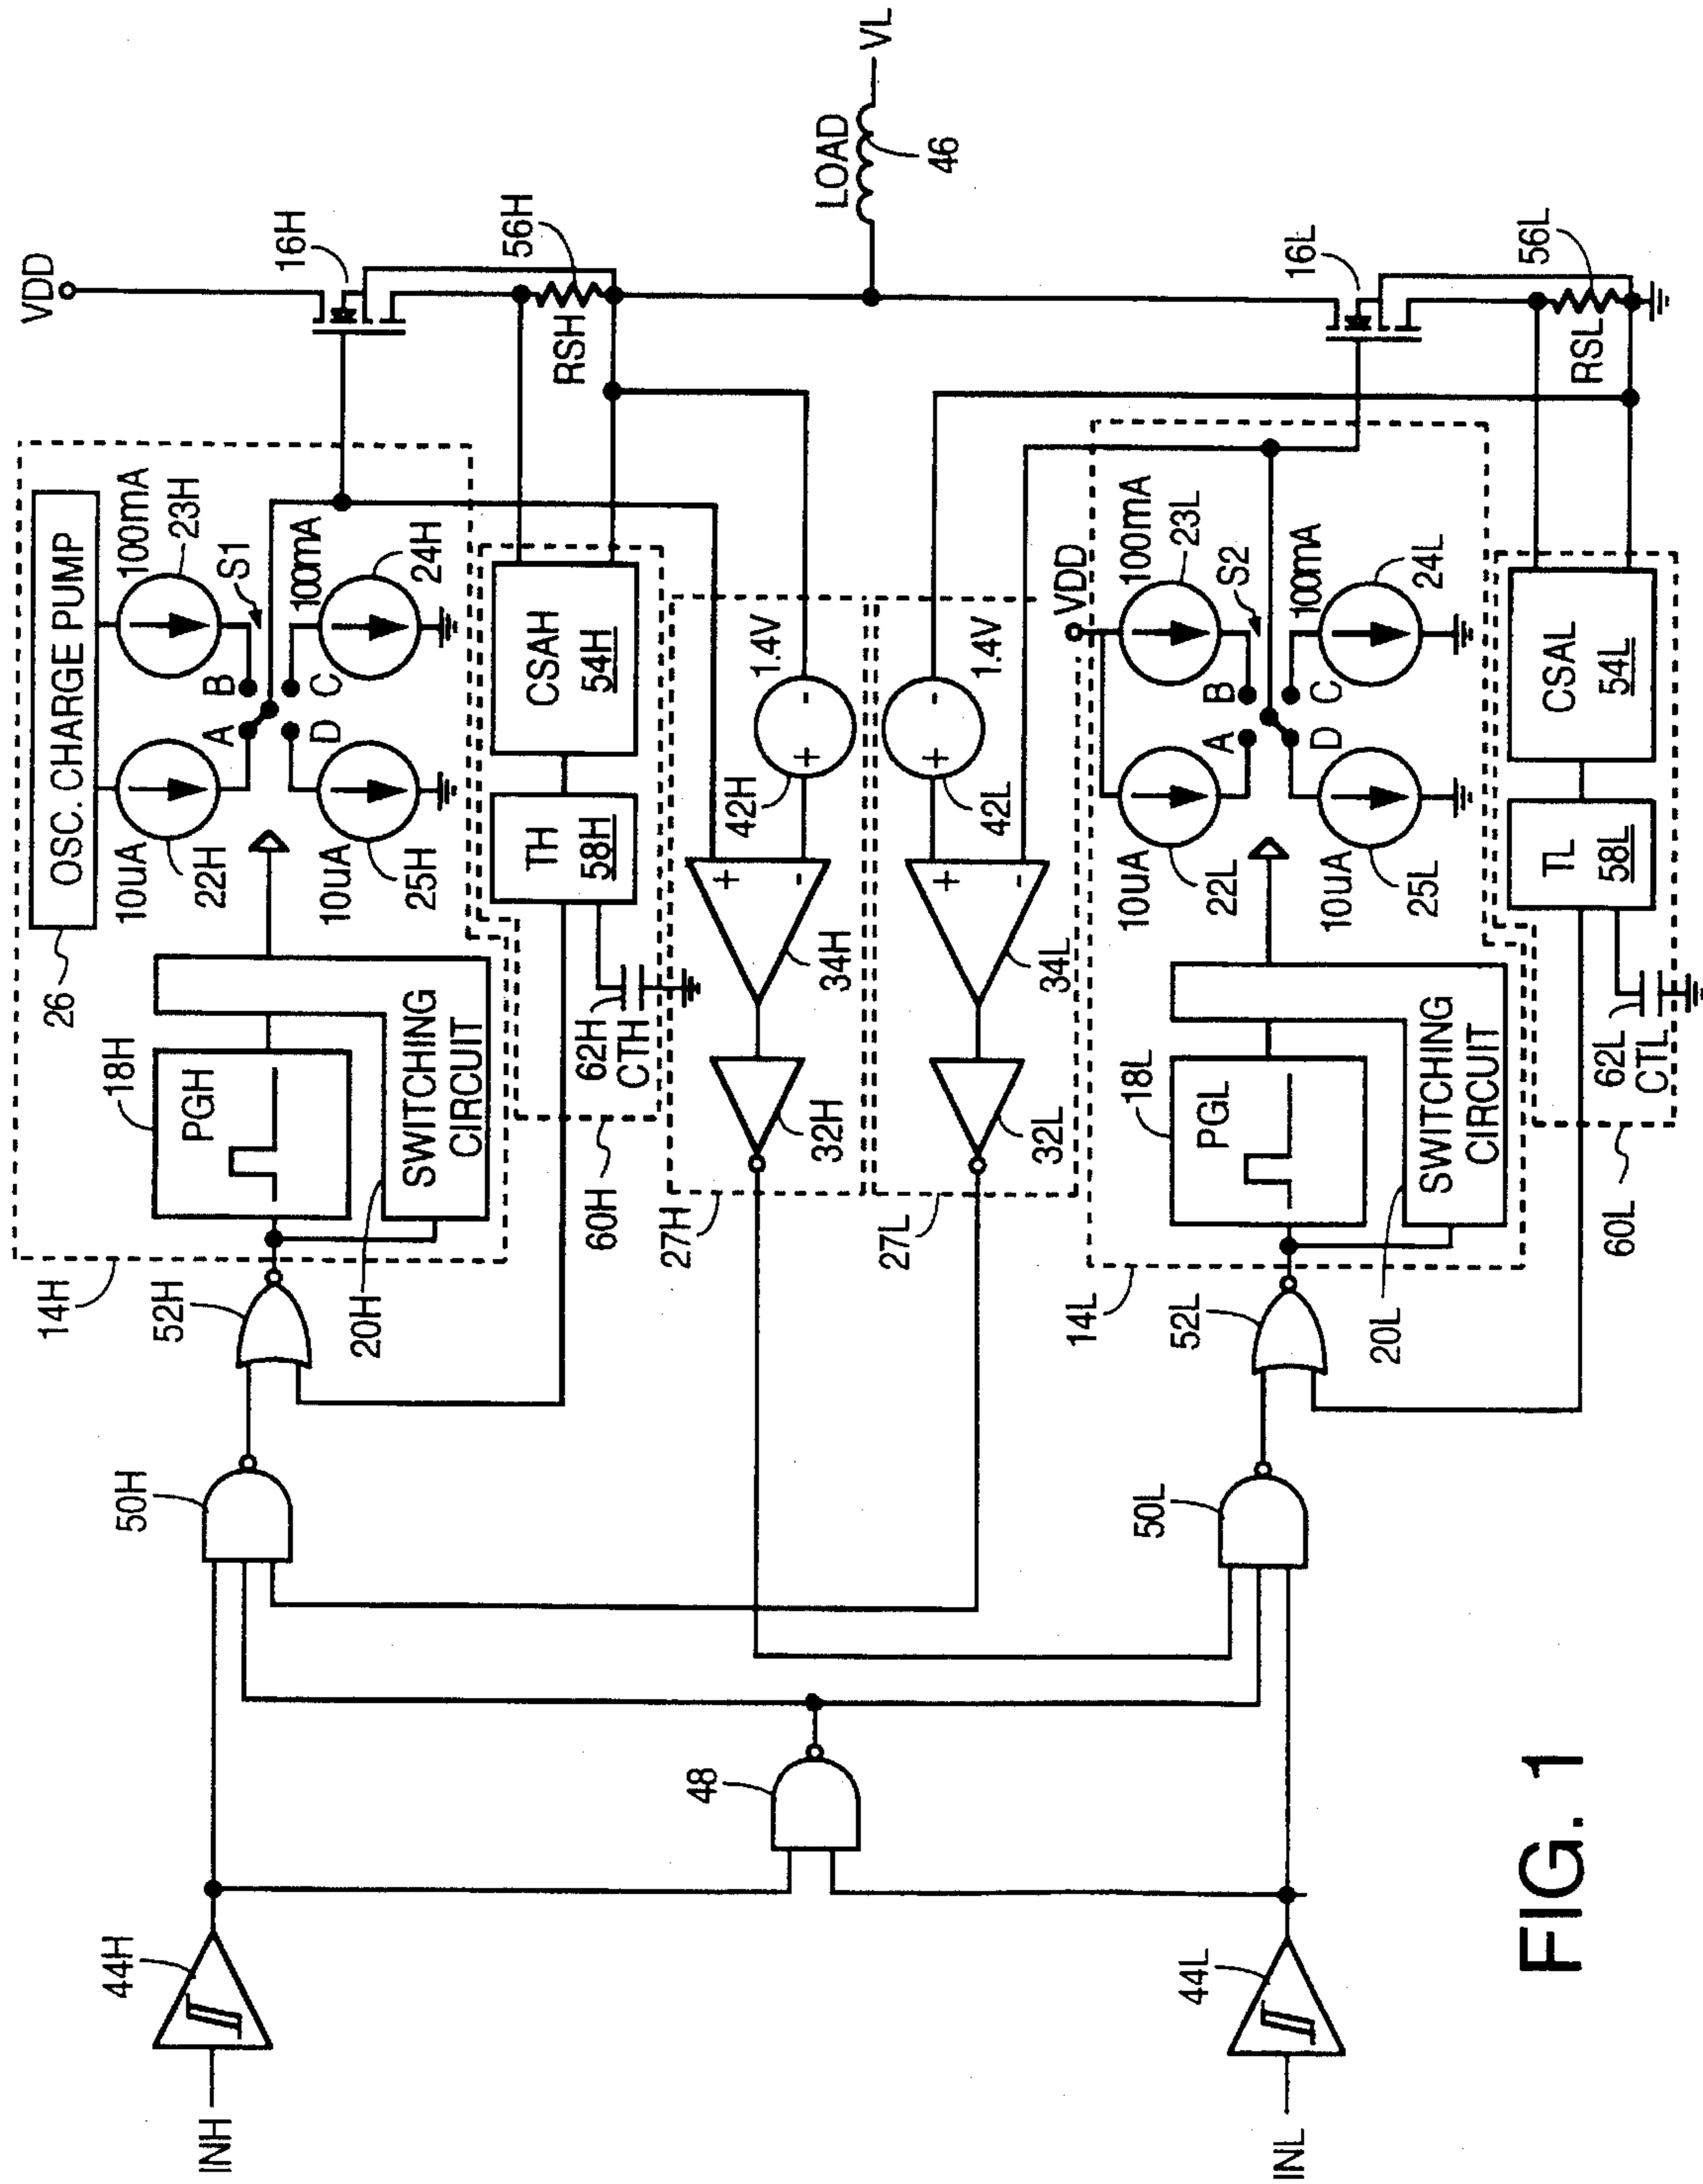 INH
44H
50H
52H
14H
18H
PGH
20H
SWITCHING
CIRCUIT
26
OSC. CHARGE PUMP
10uA
22H
100mA
23H
A
B
S1
D
C
10uA
25H
100mA
24H
VDD
16H
56H
RSH
CSAH
54H
TH
58H
62H
CTH
60H
48
27H
32H
34H
42H
1.4V
LOAD
46
VL
27L
32L
34L
42L
1.4V
INL
44L
50L
52L
14L
18L
PGL
20L
SWITCHING
CIRCUIT
VDD
10uA
22L
100mA
23L
A
B
S2
D
C
10uA
25L
100mA
24L
16L
56L
RSL
CSAL
54L
TL
58L
62L
CTL
60L
FIG. 1